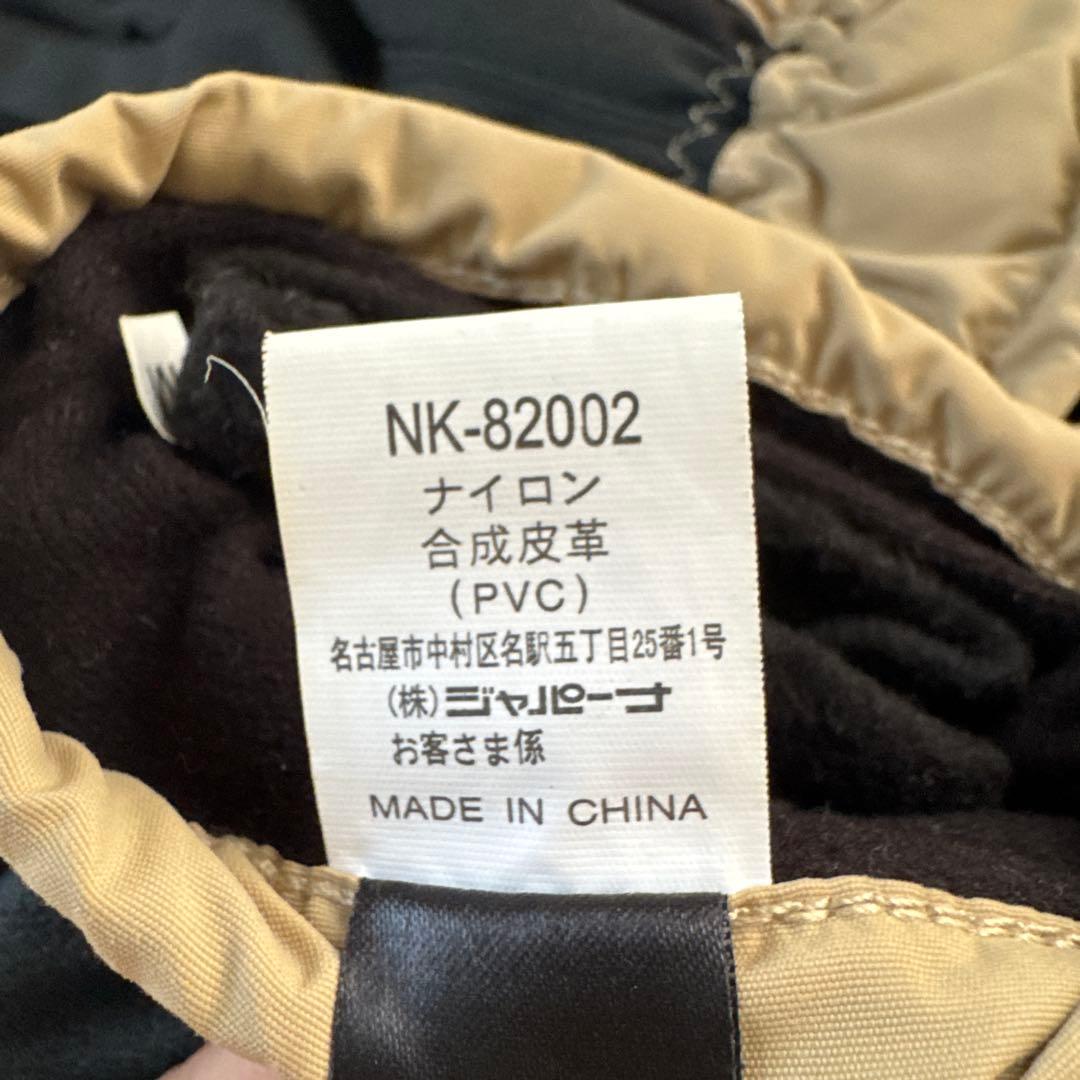 NK-82002
ナイロン
合成皮革
(PVC)
名古屋市中村区名駅五丁目25番1号
(株)ジャパーナ
お客さま係
MADE IN CHINA